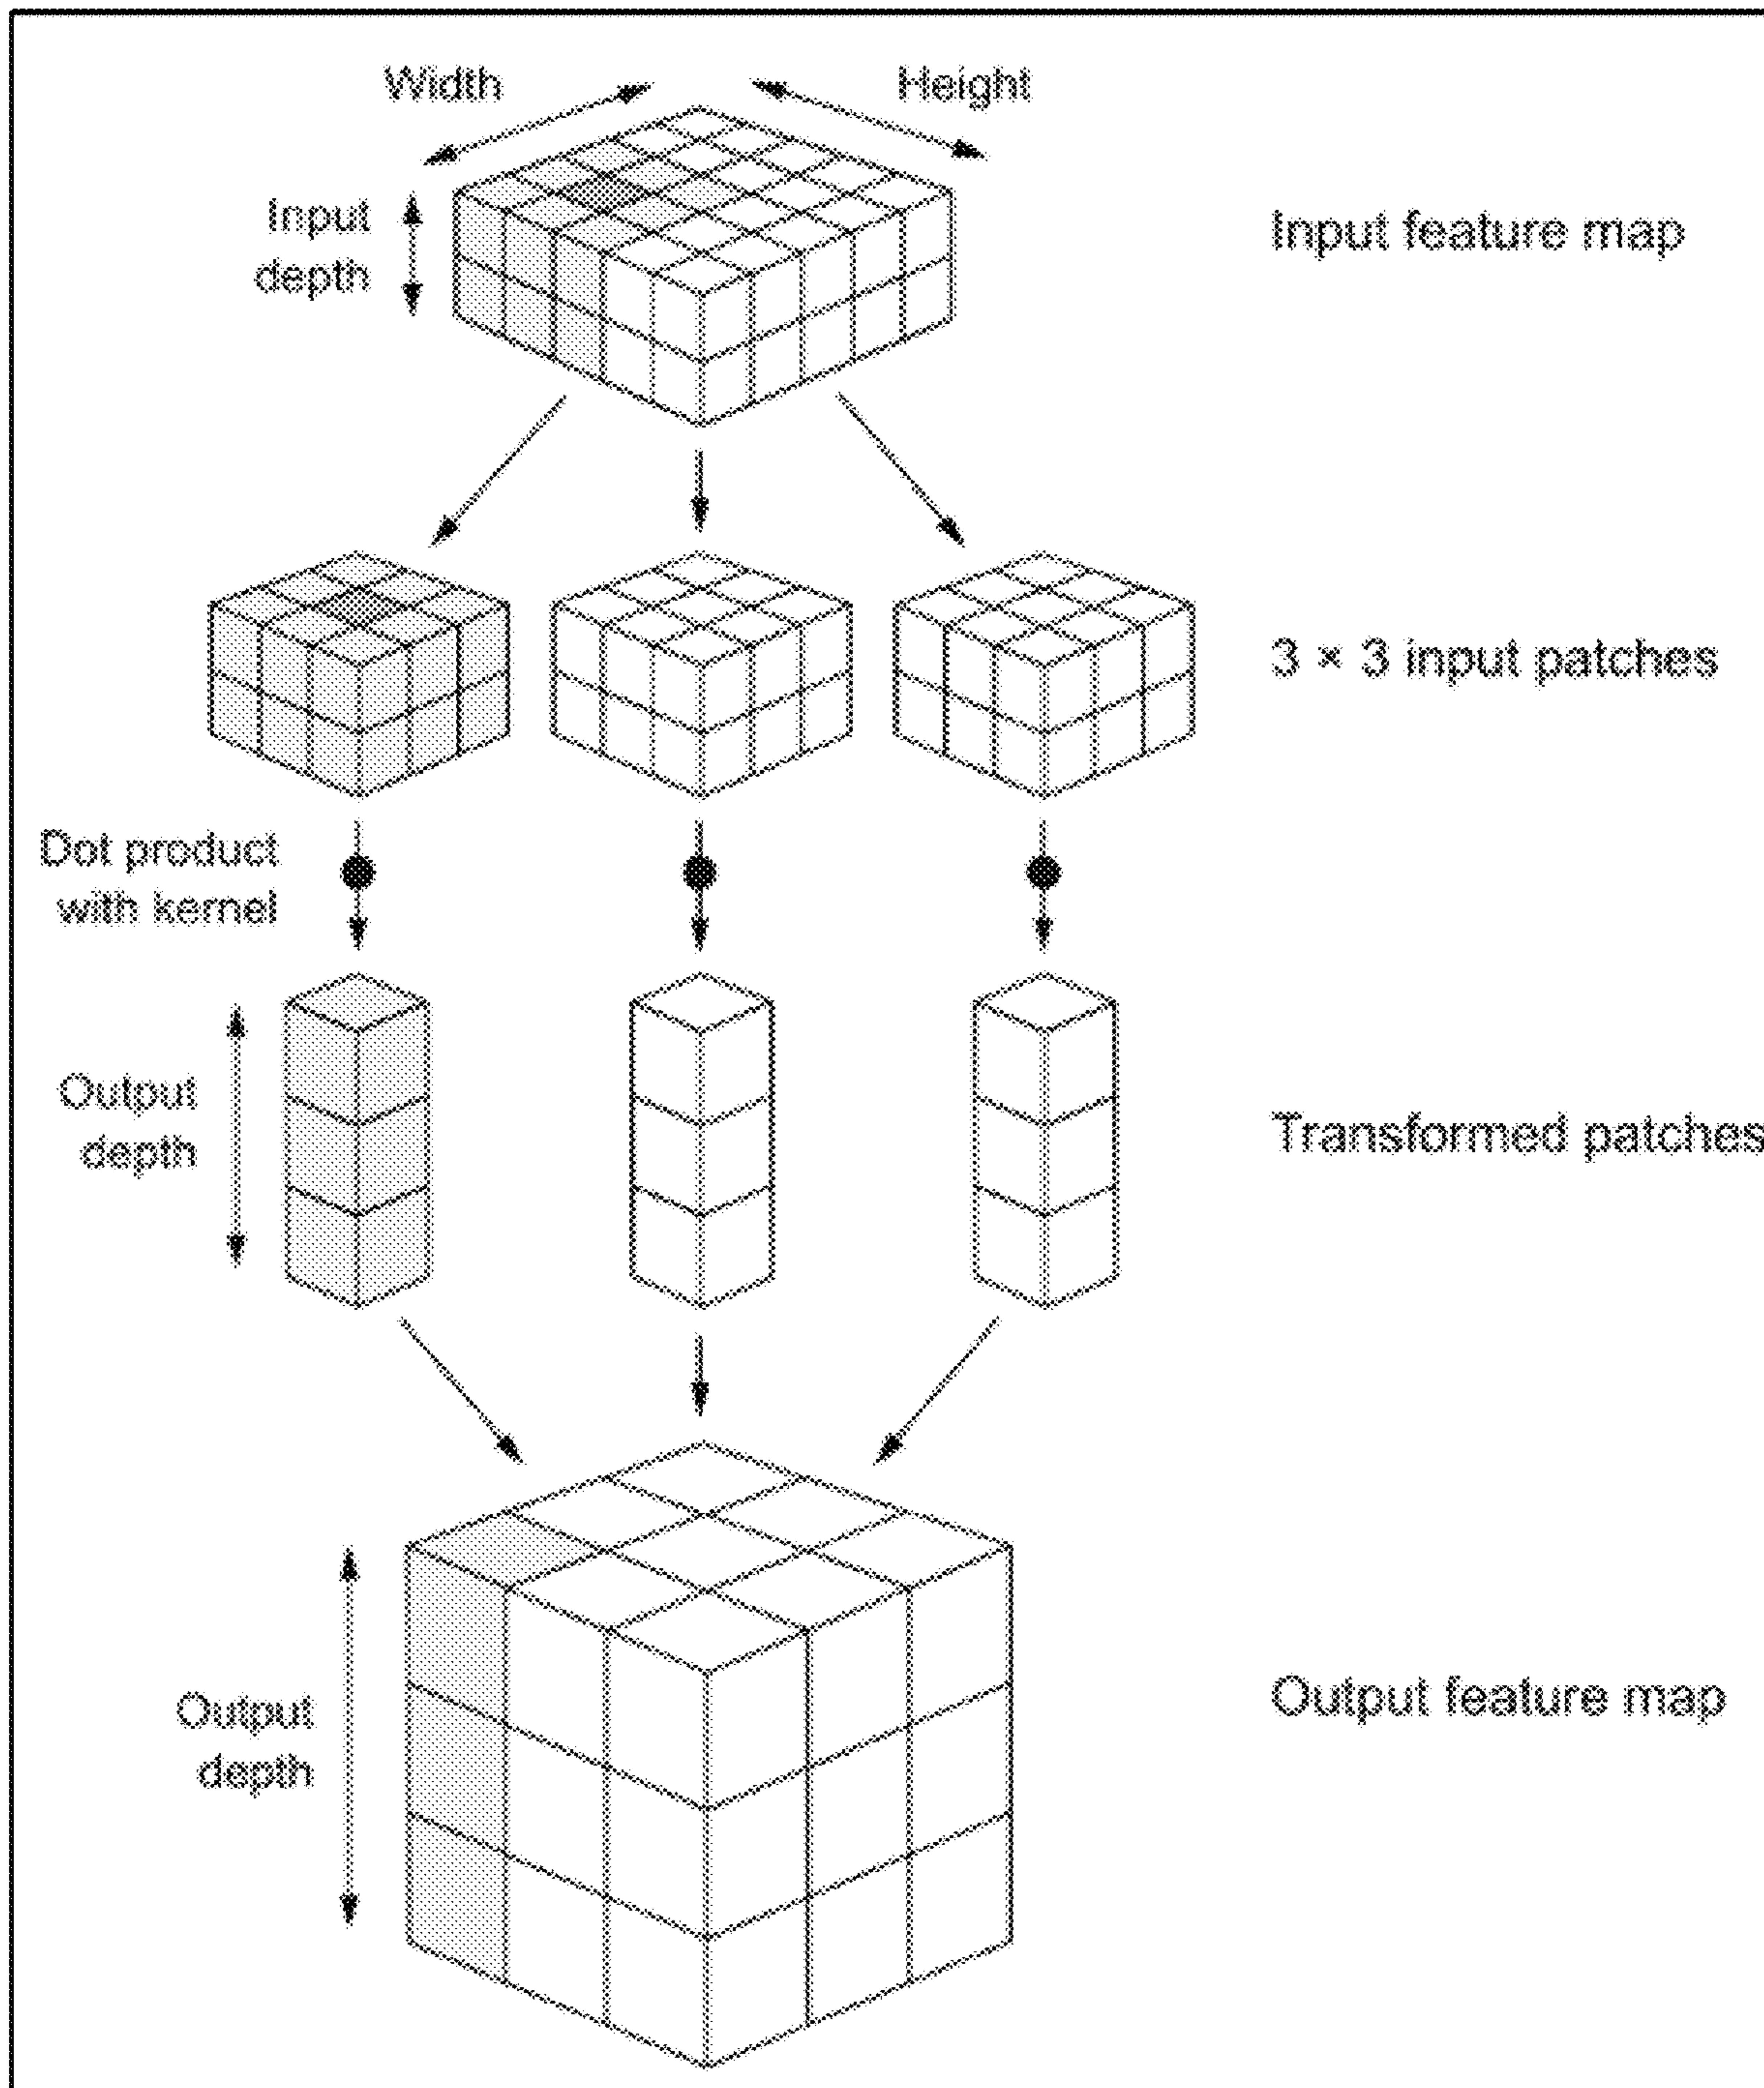 Width
Height
Input
depth
Input feature map
3 × 3 input patches
Dot product
with kernel
Output
depth
Transformed patches
Output
depth
Output feature map